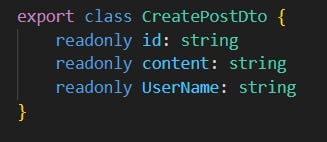 export class CreatePostDto {
    readonly id: string
    readonly content: string
    readonly UserName: string
}